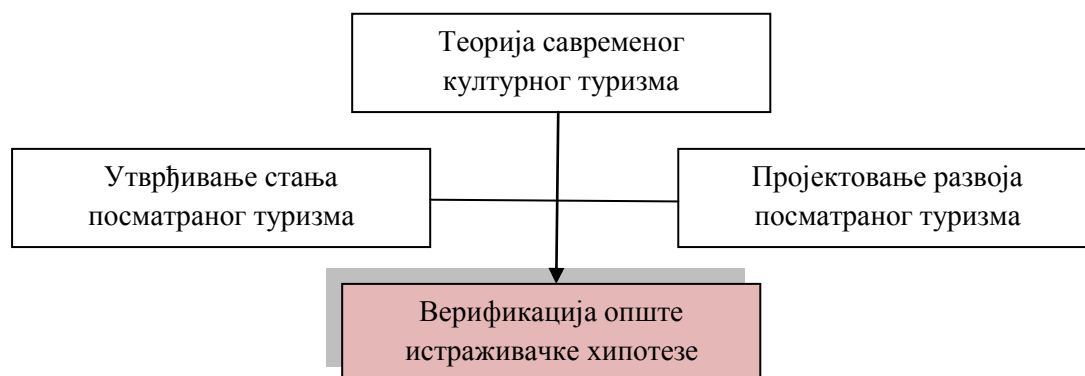 Теорија савременог
културног туризма
Утврђивање стања
посматраног туризма
Пројектовање развоја
посматраног туризма
Верификација опште
истраживачке хипотезе